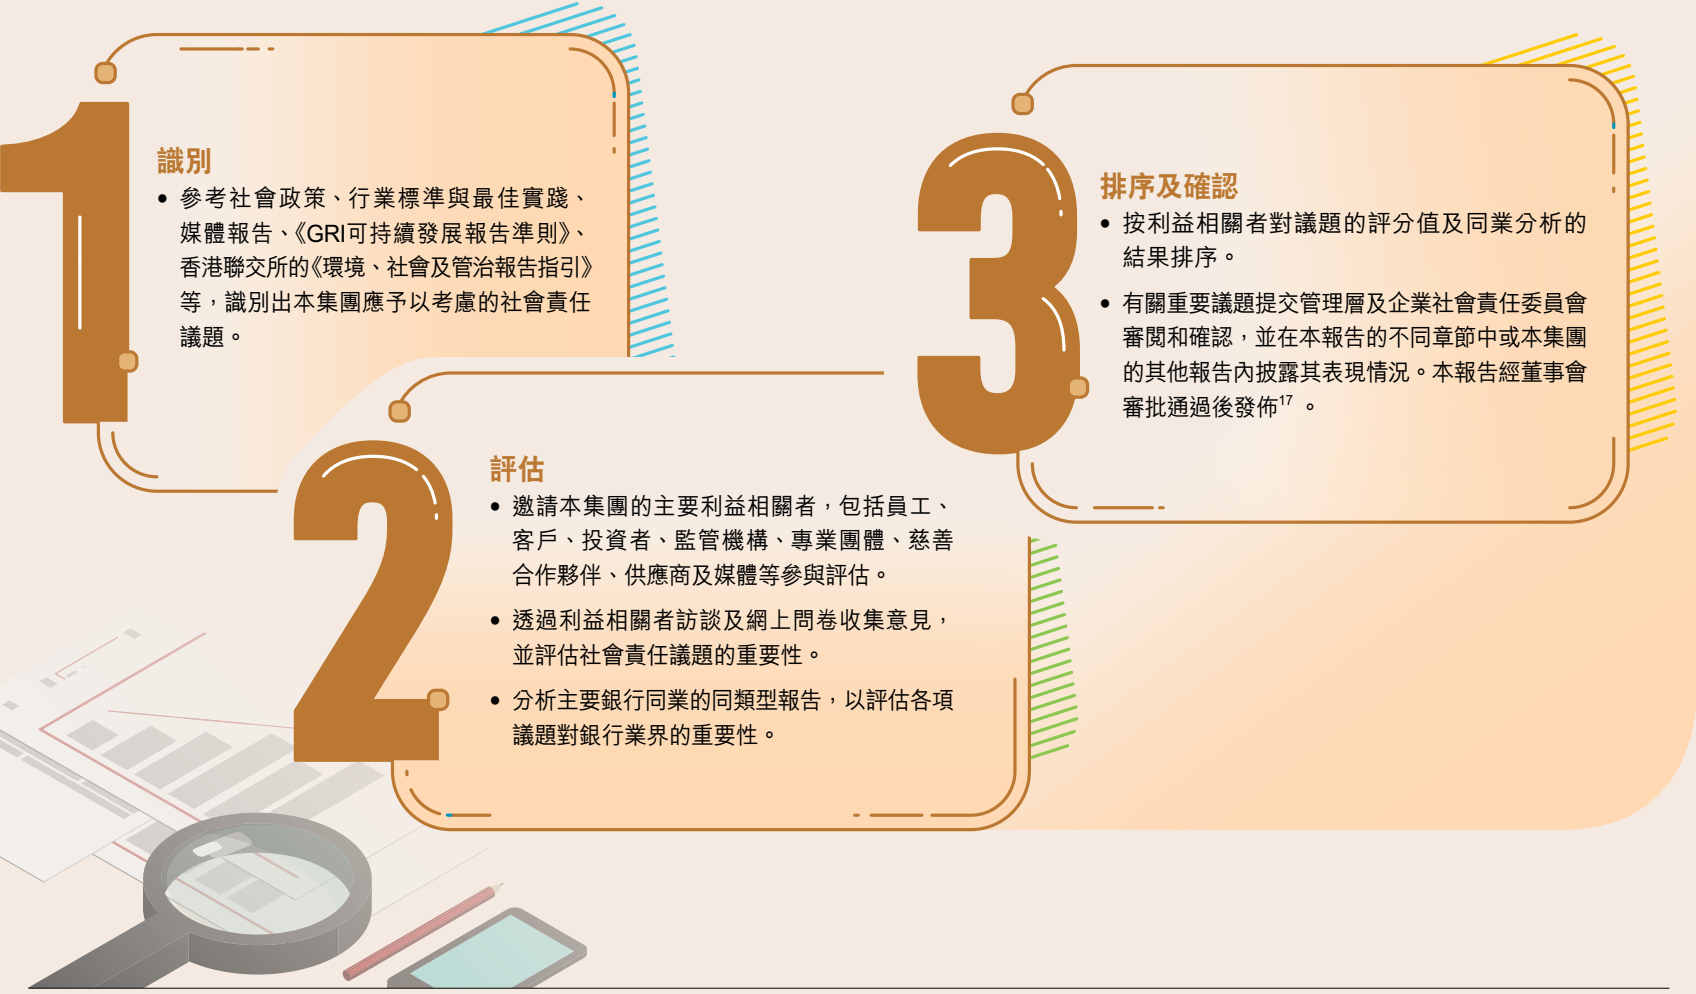 1
識別
• 參考社會政策、行業標準與最佳實踐、
媒體報告、《GRI可持續發展報告準則》、
香港聯交所的《環境、社會及管治報告指引》
等，識別出本集團應予以考慮的社會責任
議題。
2
評估
• 邀請本集團的主要利益相關者，包括員工、
客戶、投資者、監管機構、專業團體、慈善
合作夥伴、供應商及媒體等參與評估。
• 透過利益相關者訪談及網上問卷收集意見，
並評估社會責任議題的重要性。
• 分析主要銀行同業的同類型報告，以評估各項
議題對銀行業界的重要性。
3
排序及確認
• 按利益相關者對議題的評分值及同業分析的
結果排序。
• 有關重要議題提交管理層及企業社會責任委員會
審閱和確認，並在本報告的不同章節中或本集團
的其他報告內披露其表現情況。本報告經董事會
審批通過後發佈17 。